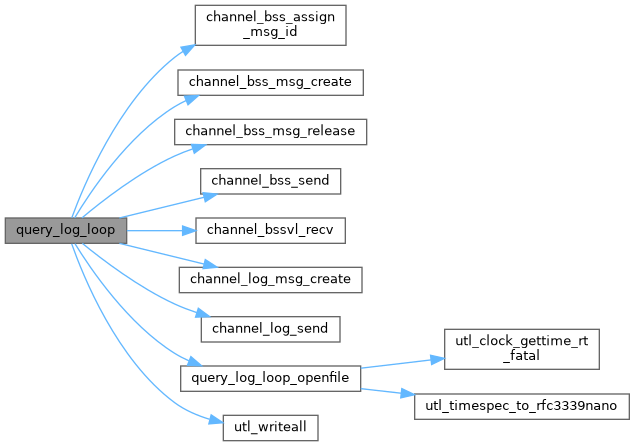 channel_bss_assign
_msg_id
channel_bss_msg_create
channel_bss_msg_release
channel_bss_send
query_log_loop
channel_bssvl_recv
channel_log_msg_create
channel_log_send
utl_clock_gettime_rt
_fatal
query_log_loop_openfile
utl_timespec_to_rfc3339nano
utl_writeall